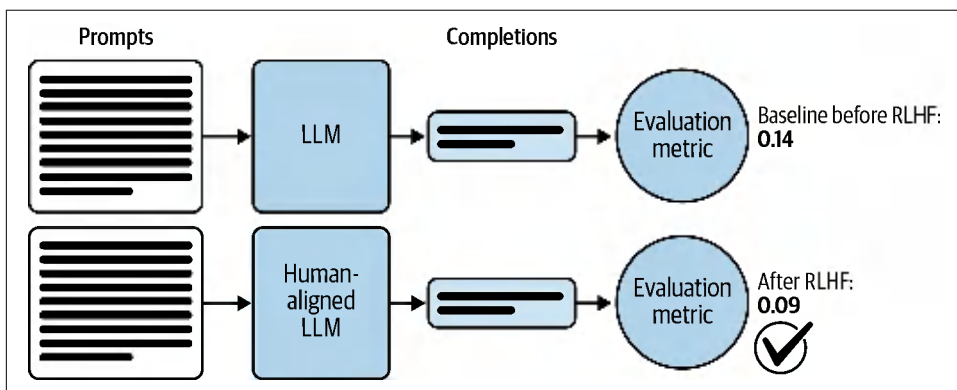 Prompts
Completions
LLM
Evaluation
metric
Baseline before RLHF:
0.14
Human-
aligned
LLM
Evaluation
metric
After RLHF:
0.09